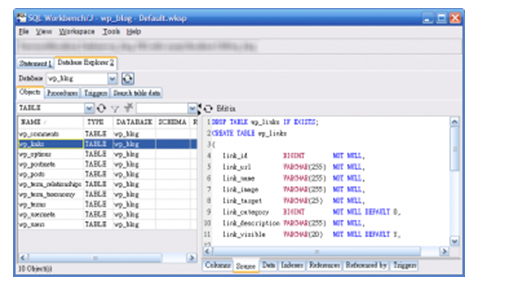 SQL Workbench/J - wp_blog - Default.wksp
File View Workspace Tools Help
Statement 1 Database Explorer 2
Database wp_blog
Objects Procedures Triggers Search table data
TABLE
NAME TYPE DATABASE SCHEMA R
wp_comments TABLE wp_blog
wp_links TABLE wp_blog
wp_options TABLE wp_blog
wp_postmeta TABLE wp_blog
wp_posts TABLE wp_blog
wp_term_relationships TABLE wp_blog
wp_term_taxonomy TABLE wp_blog
wp_terms TABLE wp_blog
wp_usermeta TABLE wp_blog
wp_users TABLE wp_blog
10 Object(s)
Edit in
1 DROP TABLE wp_links IF EXISTS;
2 CREATE TABLE wp_links
3 (
4 link_id BIGINT NOT NULL,
5 link_url VARCHAR(255) NOT NULL,
6 link_name VARCHAR(255) NOT NULL,
7 link_image VARCHAR(255) NOT NULL,
8 link_target VARCHAR(25) NOT NULL,
9 link_category BIGINT NOT NULL DEFAULT 0,
10 link_description VARCHAR(255) NOT NULL,
11 link_visible VARCHAR(20) NOT NULL DEFAULT Y,
Columns Source Data Indexes References Referenced by Triggers